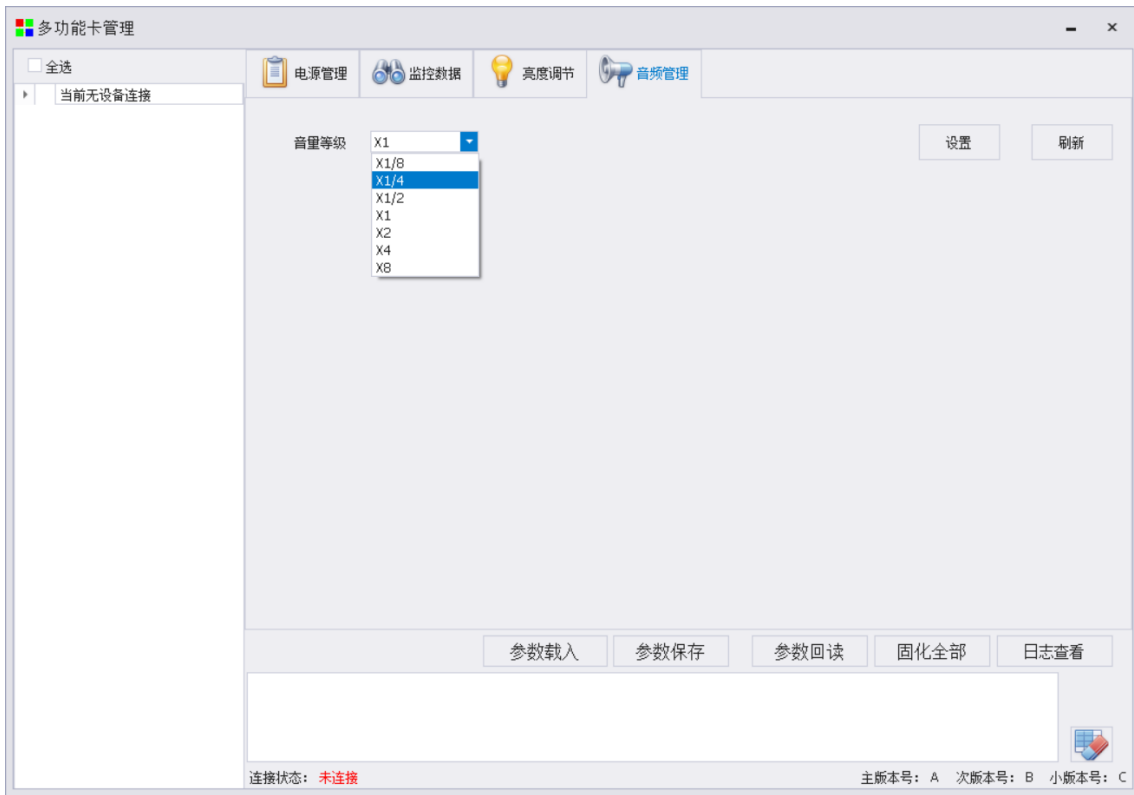 多功能卡管理
全选
当前无设备连接
电源管理 监控数据 亮度调节 音频管理
音量等级 X1 设置 刷新
X1/8
X1/4
X1/2
X1
X2
X4
X8
参数载入 参数保存 参数回读 固化全部 日志查看
连接状态: 未连接 主版本号: A 次版本号: B 小版本号: C